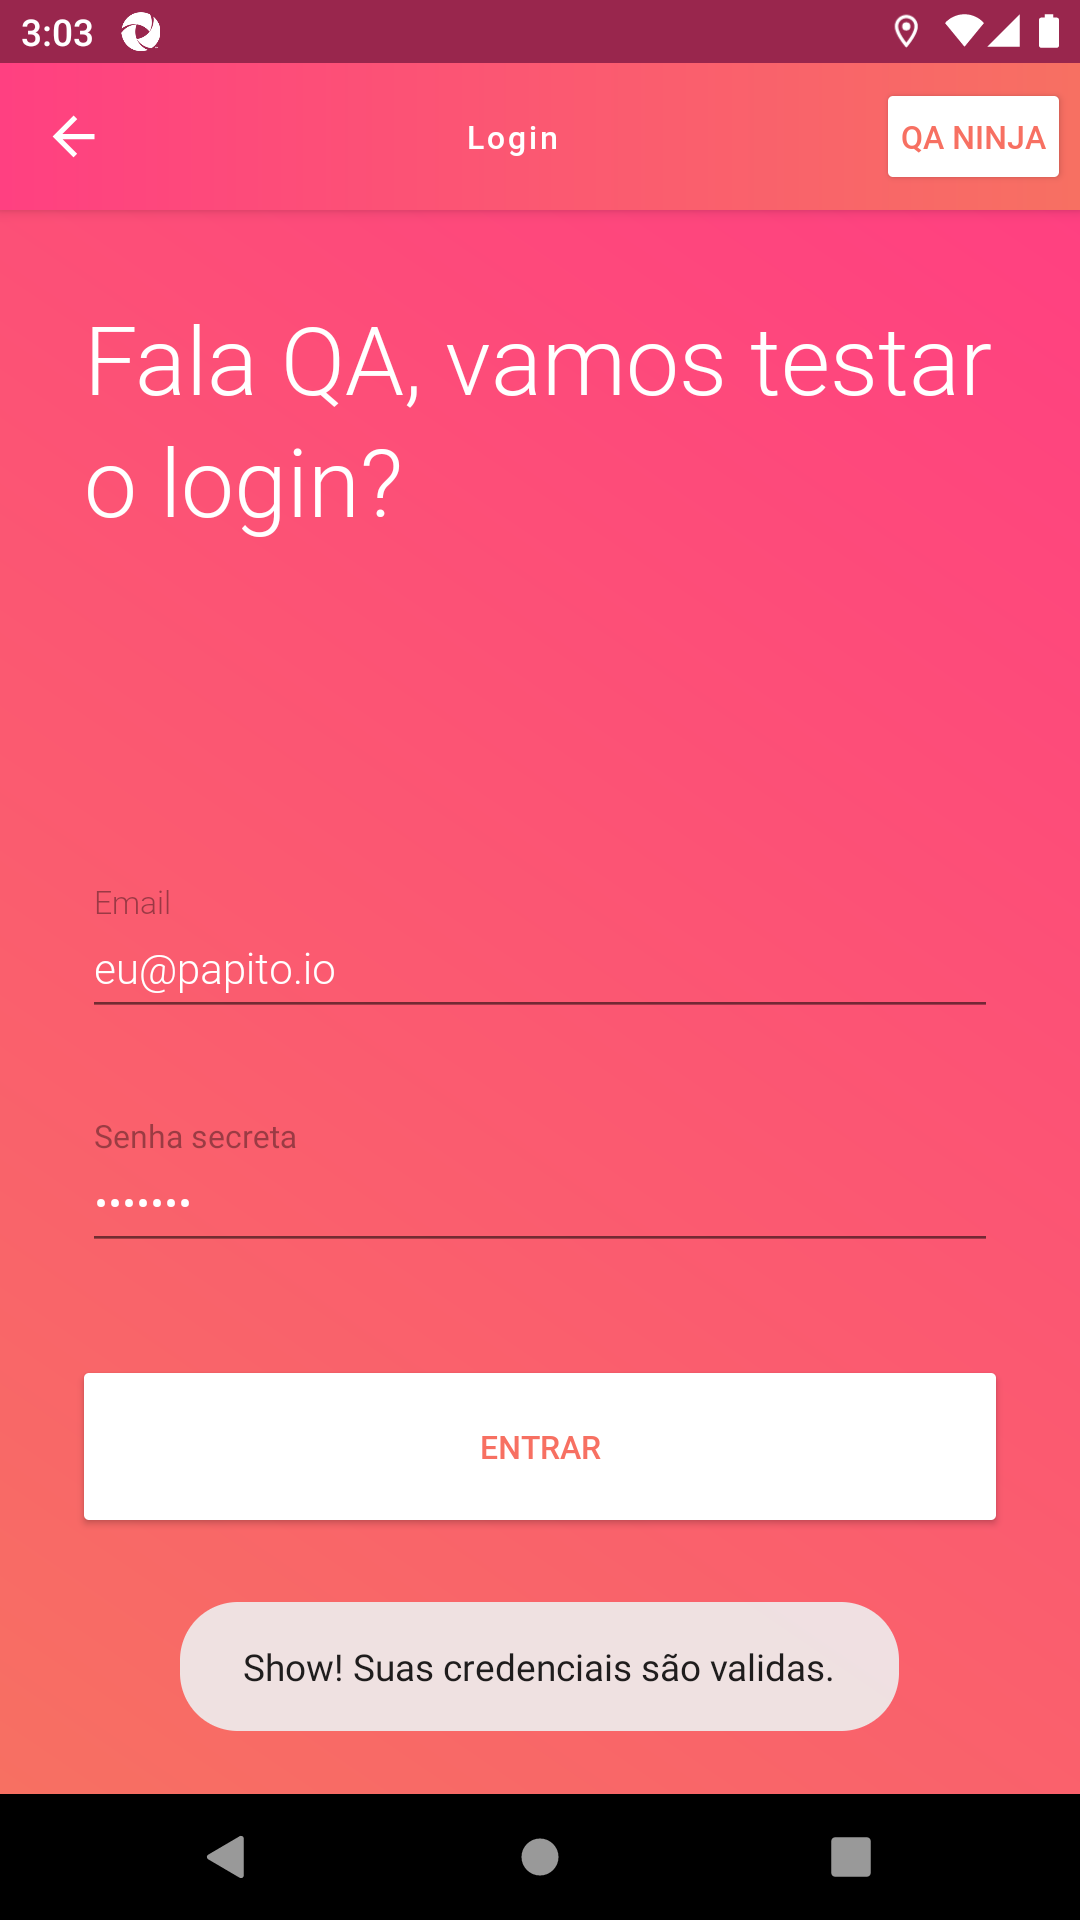 3:03
Login
QA NINJA
Fala QA, vamos testar
o login?
Email
eu@papito.io
Senha secreta
•••••••
ENTRAR
Show! Suas credenciais são validas.